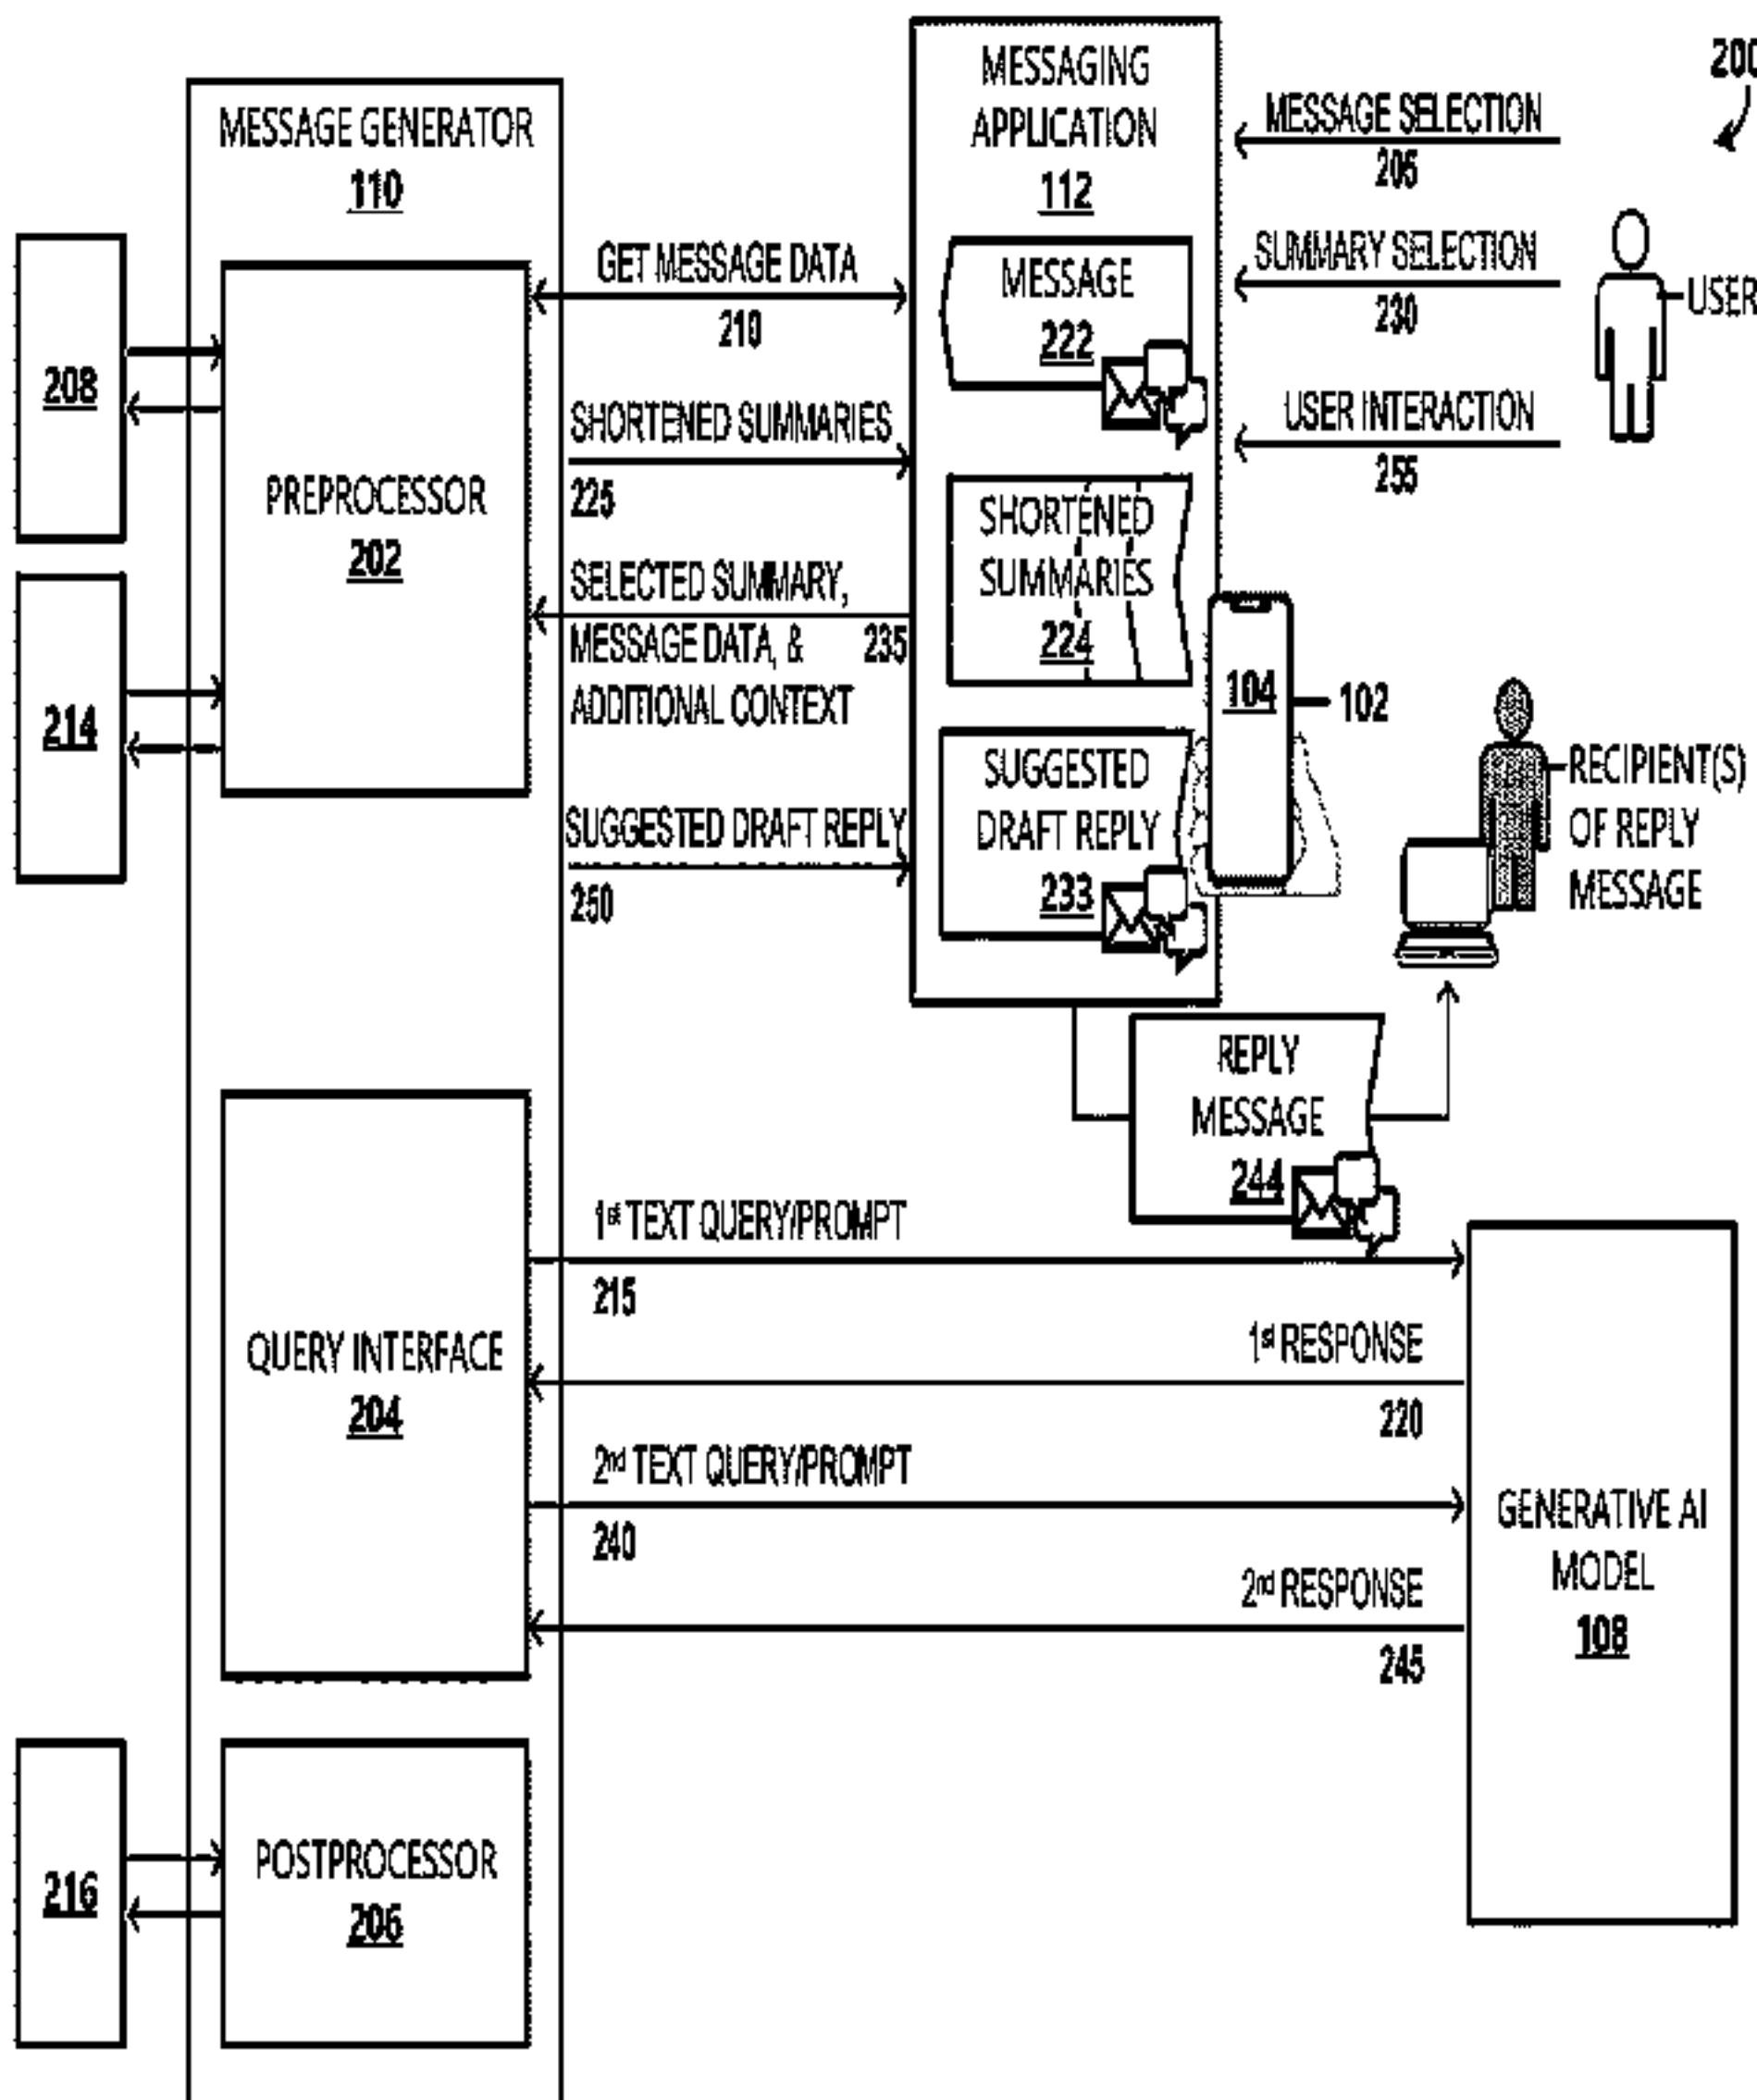 200
MESSAGE GENERATOR
110
MESSAGING
APPLICATION
112
MESSAGE SELECTION
205
SUMMARY SELECTION
230
USER
USER INTERACTION
255
208
214
PREPROCESSOR
202
GET MESSAGE DATA
210
SHORTENED SUMMARIES
225
SELECTED SUMMARY,
MESSAGE DATA, & 235
ADDITIONAL CONTEXT
SUGGESTED DRAFT REPLY
250
MESSAGE
222
SHORTENED
SUMMARIES
224
104
102
SUGGESTED
DRAFT REPLY
233
RECIPIENT(S)
OF REPLY
MESSAGE
REPLY
MESSAGE
244
QUERY INTERFACE
204
1st TEXT QUERY/PROMPT
215
1st RESPONSE
220
2nd TEXT QUERY/PROMPT
240
2nd RESPONSE
245
GENERATIVE AI
MODEL
108
216
POSTPROCESSOR
206